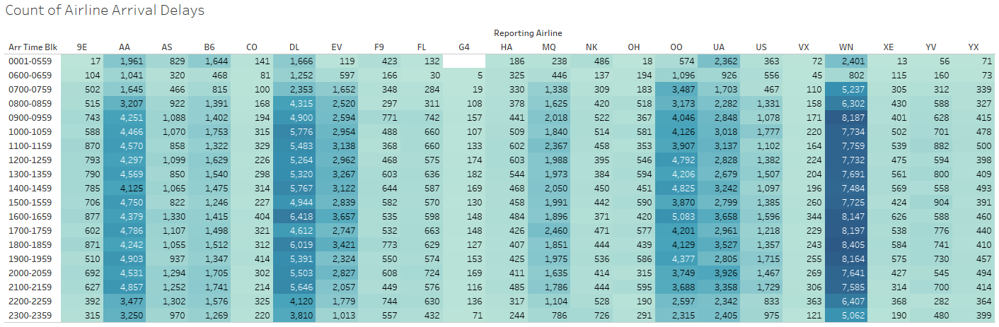 Count of Airline Arrival Delays
Reporting Airline
Arr Time Blk 9E AA AS B6 CO DL EV F9 FL G4 HA MQ NK OH OO UA US VX WN XE YV YX
0001-0559 17 1,961 829 1,644 141 1,666 119 423 132 186 238 486 18 574 2,362 363 72 2,401 13 56 71
0600-0659 104 1,041 320 468 81 1,252 597 166 30 5 325 446 137 194 1,096 926 556 45 802 115 160 73
0700-0759 502 1,645 466 815 100 2,353 1,652 348 284 19 330 1,338 309 183 3,487 1,703 467 110 5,237 305 312 339
0800-0859 515 3,207 922 1,391 168 4,315 2,520 297 311 108 378 1,625 420 518 3,173 2,282 1,331 158 6,302 430 588 327
0900-0959 743 4,251 1,088 1,402 194 4,900 2,594 771 742 157 441 2,018 522 367 4,046 2,848 1,078 171 8,187 401 628 415
1000-1059 588 4,466 1,070 1,753 315 5,776 2,954 488 660 107 509 1,840 514 581 4,126 3,018 1,777 220 7,734 502 701 478
1100-1159 870 4,570 858 1,322 329 5,483 3,138 368 660 133 602 2,367 458 353 3,907 3,137 1,102 164 7,759 539 882 500
1200-1259 793 4,297 1,099 1,629 226 5,264 2,962 468 575 174 603 1,988 395 546 4,792 2,828 1,382 224 7,732 475 594 398
1300-1359 790 4,569 850 1,540 298 5,320 3,267 603 636 182 544 1,973 384 594 4,206 2,679 1,507 204 7,691 561 800 409
1400-1459 785 4,125 1,065 1,475 314 5,767 3,122 644 587 169 468 2,050 450 451 4,825 3,242 1,097 196 7,484 569 558 493
1500-1559 706 4,750 822 1,246 227 4,944 2,839 582 570 130 458 1,991 442 590 3,870 2,799 1,385 260 7,725 424 904 391
1600-1659 877 4,379 1,330 1,415 404 6,418 3,657 535 598 148 484 1,896 371 420 5,083 3,658 1,596 344 8,147 626 588 460
1700-1759 602 4,786 1,107 1,498 321 4,612 2,747 532 663 148 426 2,460 471 577 4,201 2,961 1,218 229 8,197 538 776 440
1800-1859 871 4,242 1,055 1,512 312 6,019 3,421 773 629 127 407 1,851 444 439 4,129 3,527 1,357 243 8,405 584 741 410
1900-1959 510 4,903 937 1,347 414 5,391 2,324 550 574 153 425 1,975 536 586 4,377 2,805 1,715 255 8,164 575 730 457
2000-2059 692 4,531 1,294 1,705 302 5,503 2,827 608 724 169 411 1,635 414 315 3,749 3,926 1,467 269 7,641 427 545 494
2100-2159 627 4,857 1,252 1,741 214 5,646 2,057 449 576 116 485 1,786 444 595 3,688 3,358 1,729 306 7,585 314 700 414
2200-2259 392 3,477 1,302 1,576 325 4,120 1,779 744 630 136 317 1,104 528 190 2,597 2,342 833 363 6,407 368 282 364
2300-2359 315 3,250 970 1,269 220 3,810 1,013 557 432 71 244 786 726 291 2,315 2,405 975 121 5,062 190 480 399